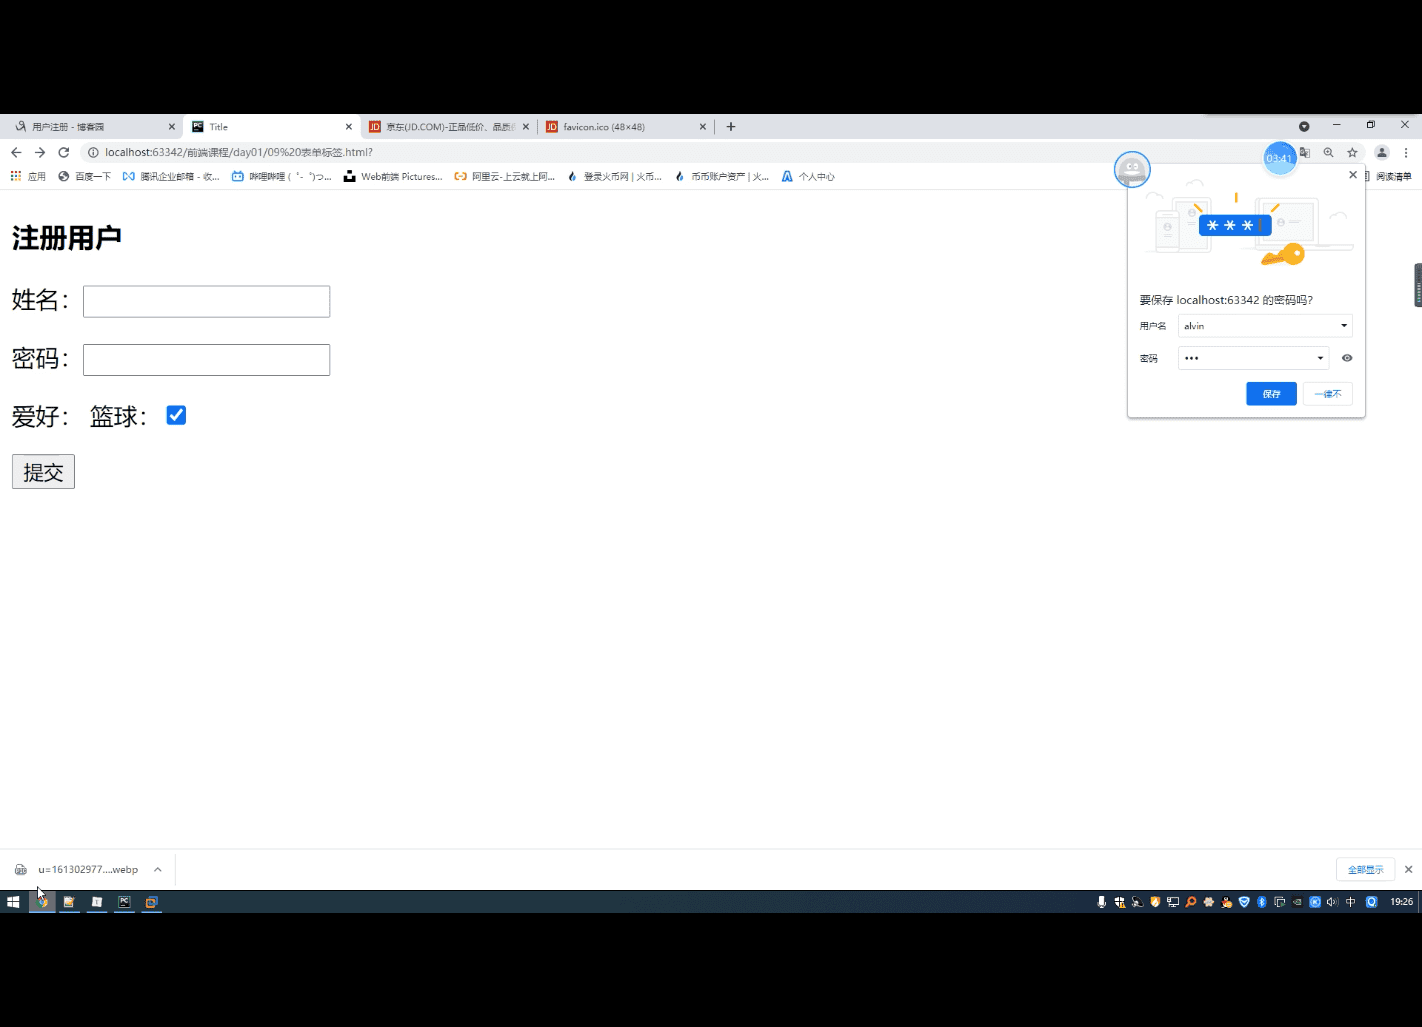 用户注册 - 博客园
Title
京东(JD.COM)-正品低价、品质
favicon.ico (48×48)
localhost:63342/前端课程/day01/09%20表单标签.html?
03:41
应用
百度一下
腾讯企业邮箱 - 收...
哔哩哔哩 ( ゜- ゜)つ...
Web前端 Pictures...
阿里云-上云就上阿...
登录火币网 | 火币...
币币账户资产 | 火...
个人中心
阅读清单
注册用户
姓名：
密码：
爱好： 篮球：
提交
***
要保存 localhost:63342 的密码吗?
用户名 alvin
密码 •••
保存 一律不
u=161302977....webp
全部显示
中
19:26